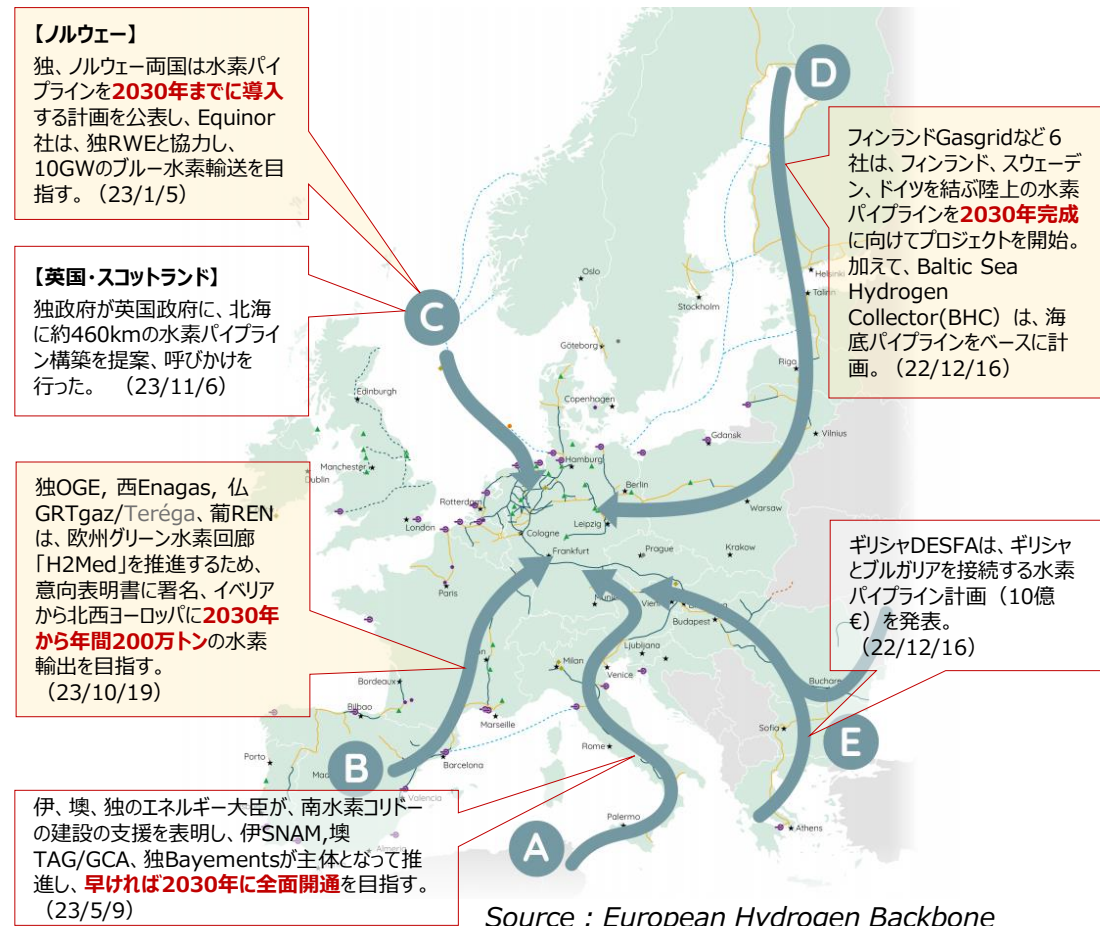 【ノルウェー】
独、ノルウェー両国は水素パイ
プラインを2030年までに導入
する計画を公表し、Equinor
社は、独RWEと協力し、
10GWのブルー水素輸送を目
指す。（23/1/5）
【英国・スコットランド】
独政府が英国政府に、北海
に約460kmの水素パイプライ
ン構築を提案、呼びかけを
行った。　（23/11/6）
独OGE, 西Enagas, 仏
GRTgaz/Teréga、葡REN
は、欧州グリーン水素回廊
「H2Med」を推進するため、
意向表明書に署名、イベリア
から北西ヨーロッパに2030年
から年間200万トンの水素
輸出を目指す。
（23/10/19）
伊、墺、独のエネルギー大臣が、南水素コリドー
の建設の支援を表明し、伊SNAM,墺
TAG/GCA、独Bayementsが主体となって推
進し、早ければ2030年に全面開通を目指す。
（23/5/9）
フィンランドGasgridなど６
社は、フィンランド、スウェーデ
ン、ドイツを結ぶ陸上の水素
パイプラインを2030年完成
に向けてプロジェクトを開始。
加えて、Baltic Sea
Hydrogen
Collector(BHC）は、海
底パイプラインをベースに計
画。（22/12/16）
ギリシャDESFAは、ギリシャ
とブルガリアを接続する水素
パイプライン計画（10億
€）を発表。
（22/12/16）
D
C
B
A
E
Oslo
Stockholm
Göteborg
Riga
Copenhagen
Edinburgh
Vilnius
Gdansk
Manchester
Dublin
Hamburg
Berlin
Rotterdam
Warsaw
London
Leipzig
Cologne
Frankfurt
Prague
Krakow
Paris
Budapest
Ljubljana
Milan
Venice
Bordeaux
Bilbao
Marseille
Sofia
Rome
Porto
Barcelona
Valencia
Palermo
Athens
Almeria
Source : European Hydrogen Backbone